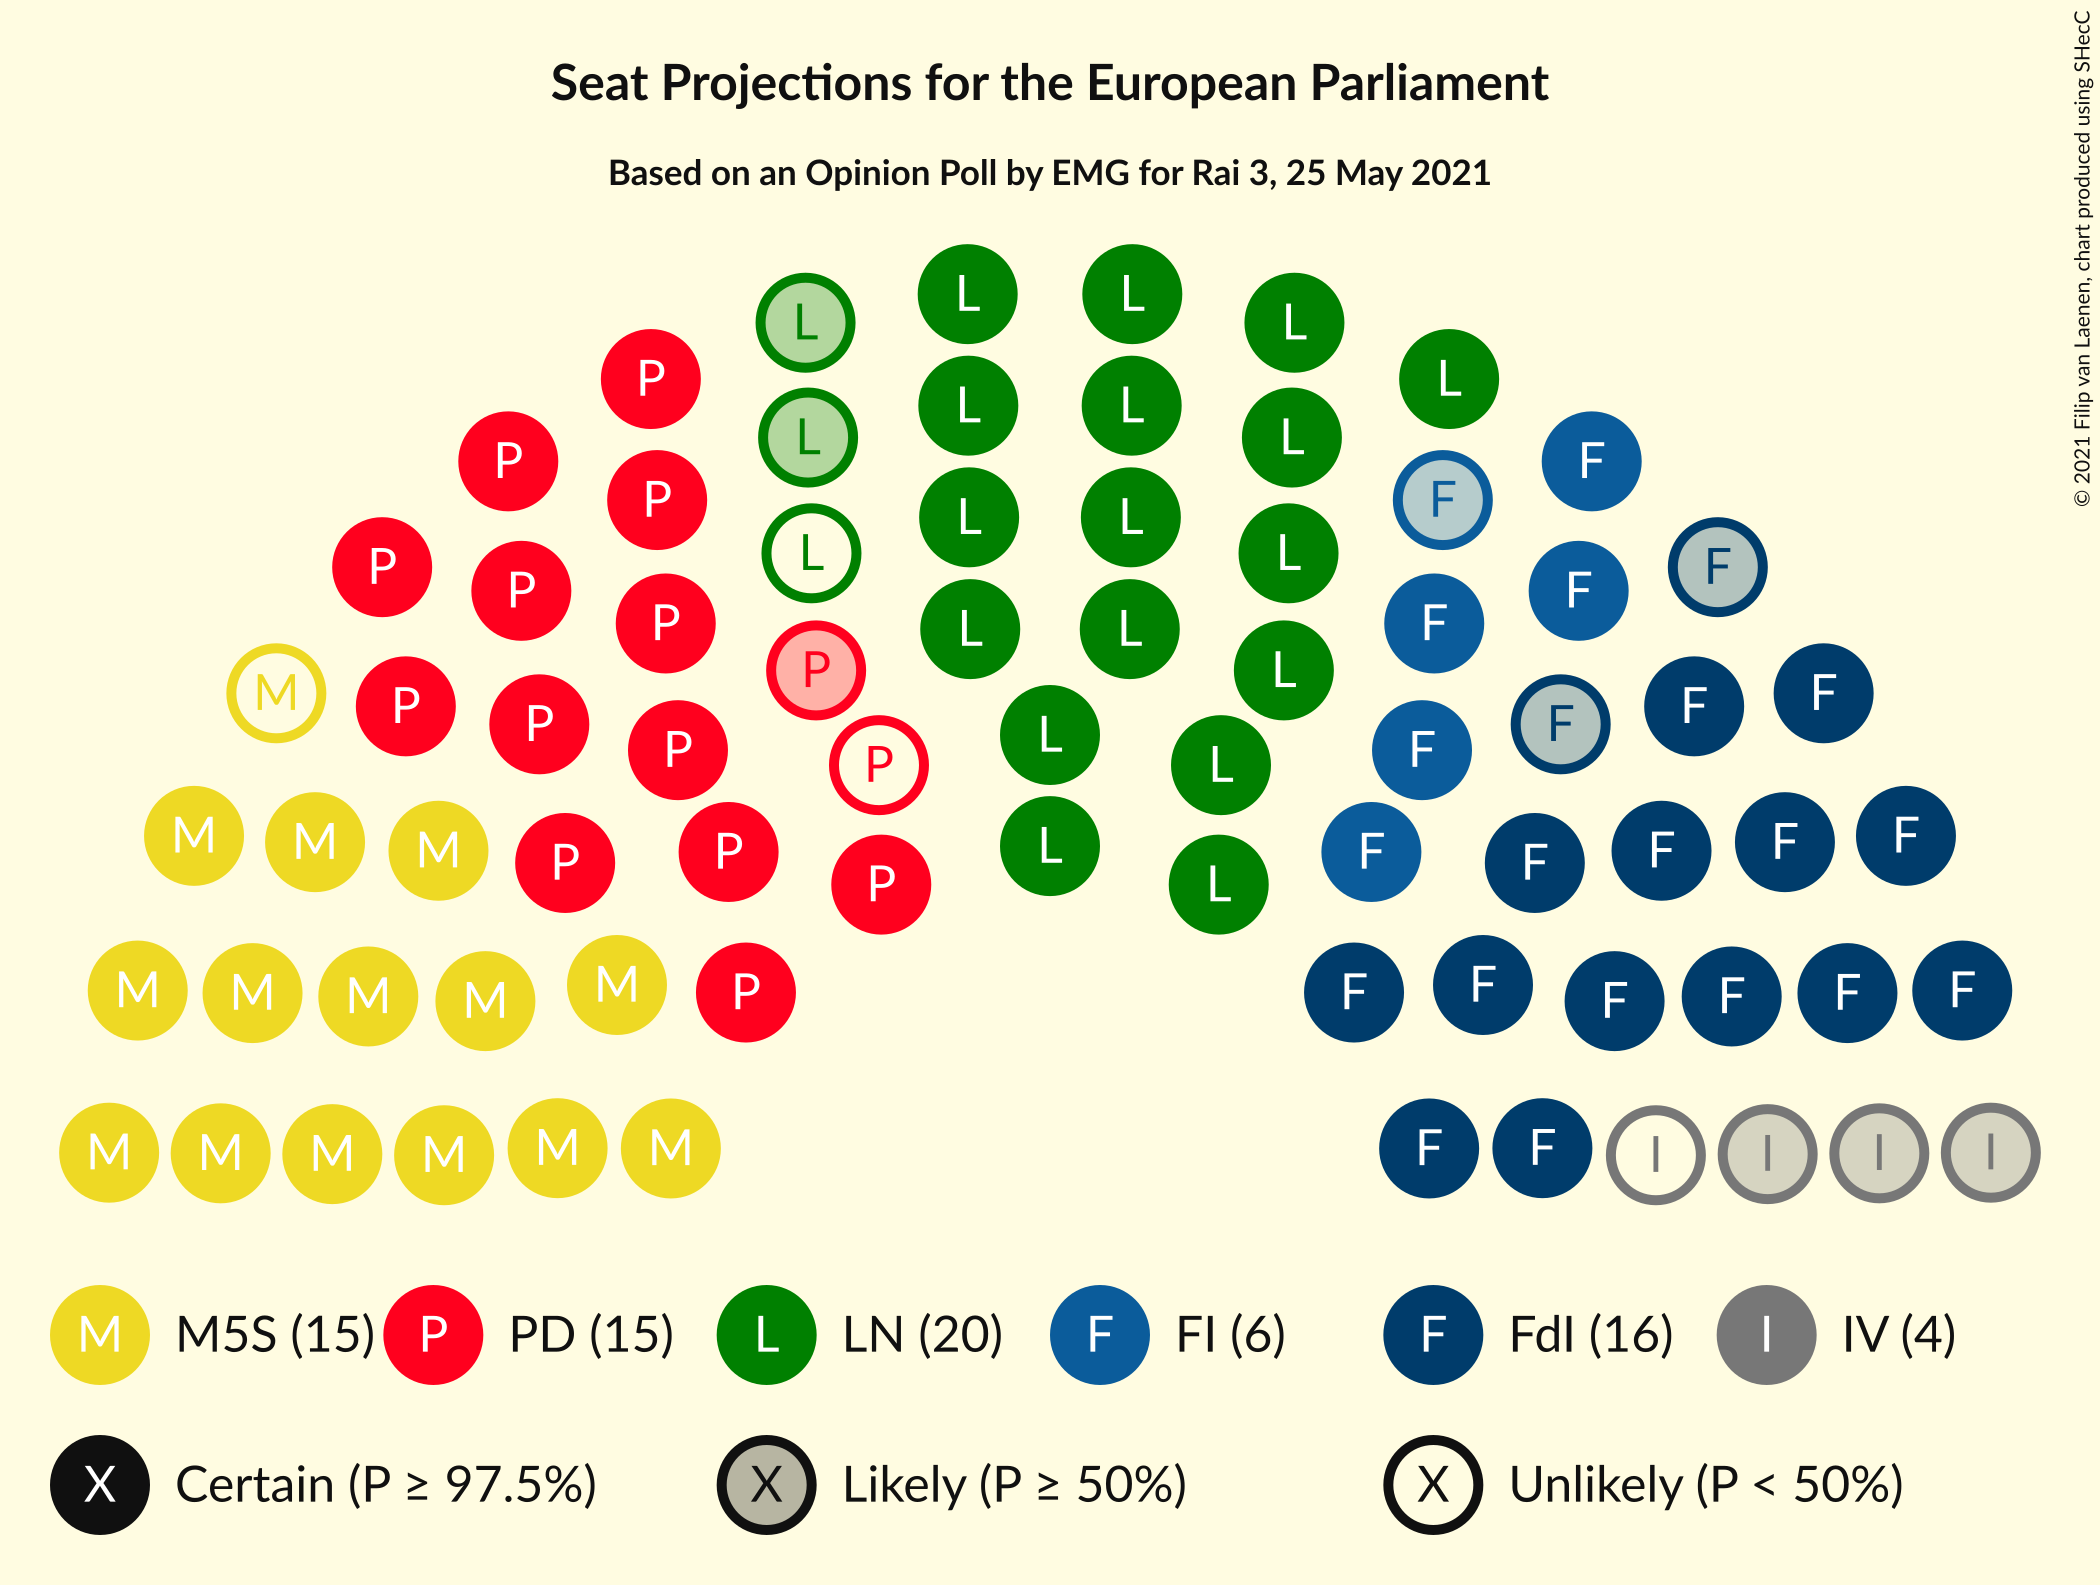 Seat Projections for the European Parliament
Based on an Opinion Poll by EMG for Rai 3, 25 May 2021
© 2021 Filip van Laenen, chart produced using SHecC
L L
L L
P L
L L
L L
P F
P L F
P L L
P F F
P L L F
P F
P L L
L
M F
P F
P F
L
P F
P L
M F
M F
L
M P F F
P F
P L
M F
M F
P F
M F
M F
M F
M F
M F
M F
M I
M I
M I
M I
M M5S (15) P PD (15) L LN (20) F FI (6) F FdI (16) I IV (4)
X Certain (P ≥ 97.5%) X Likely (P ≥ 50%) X Unlikely (P < 50%)